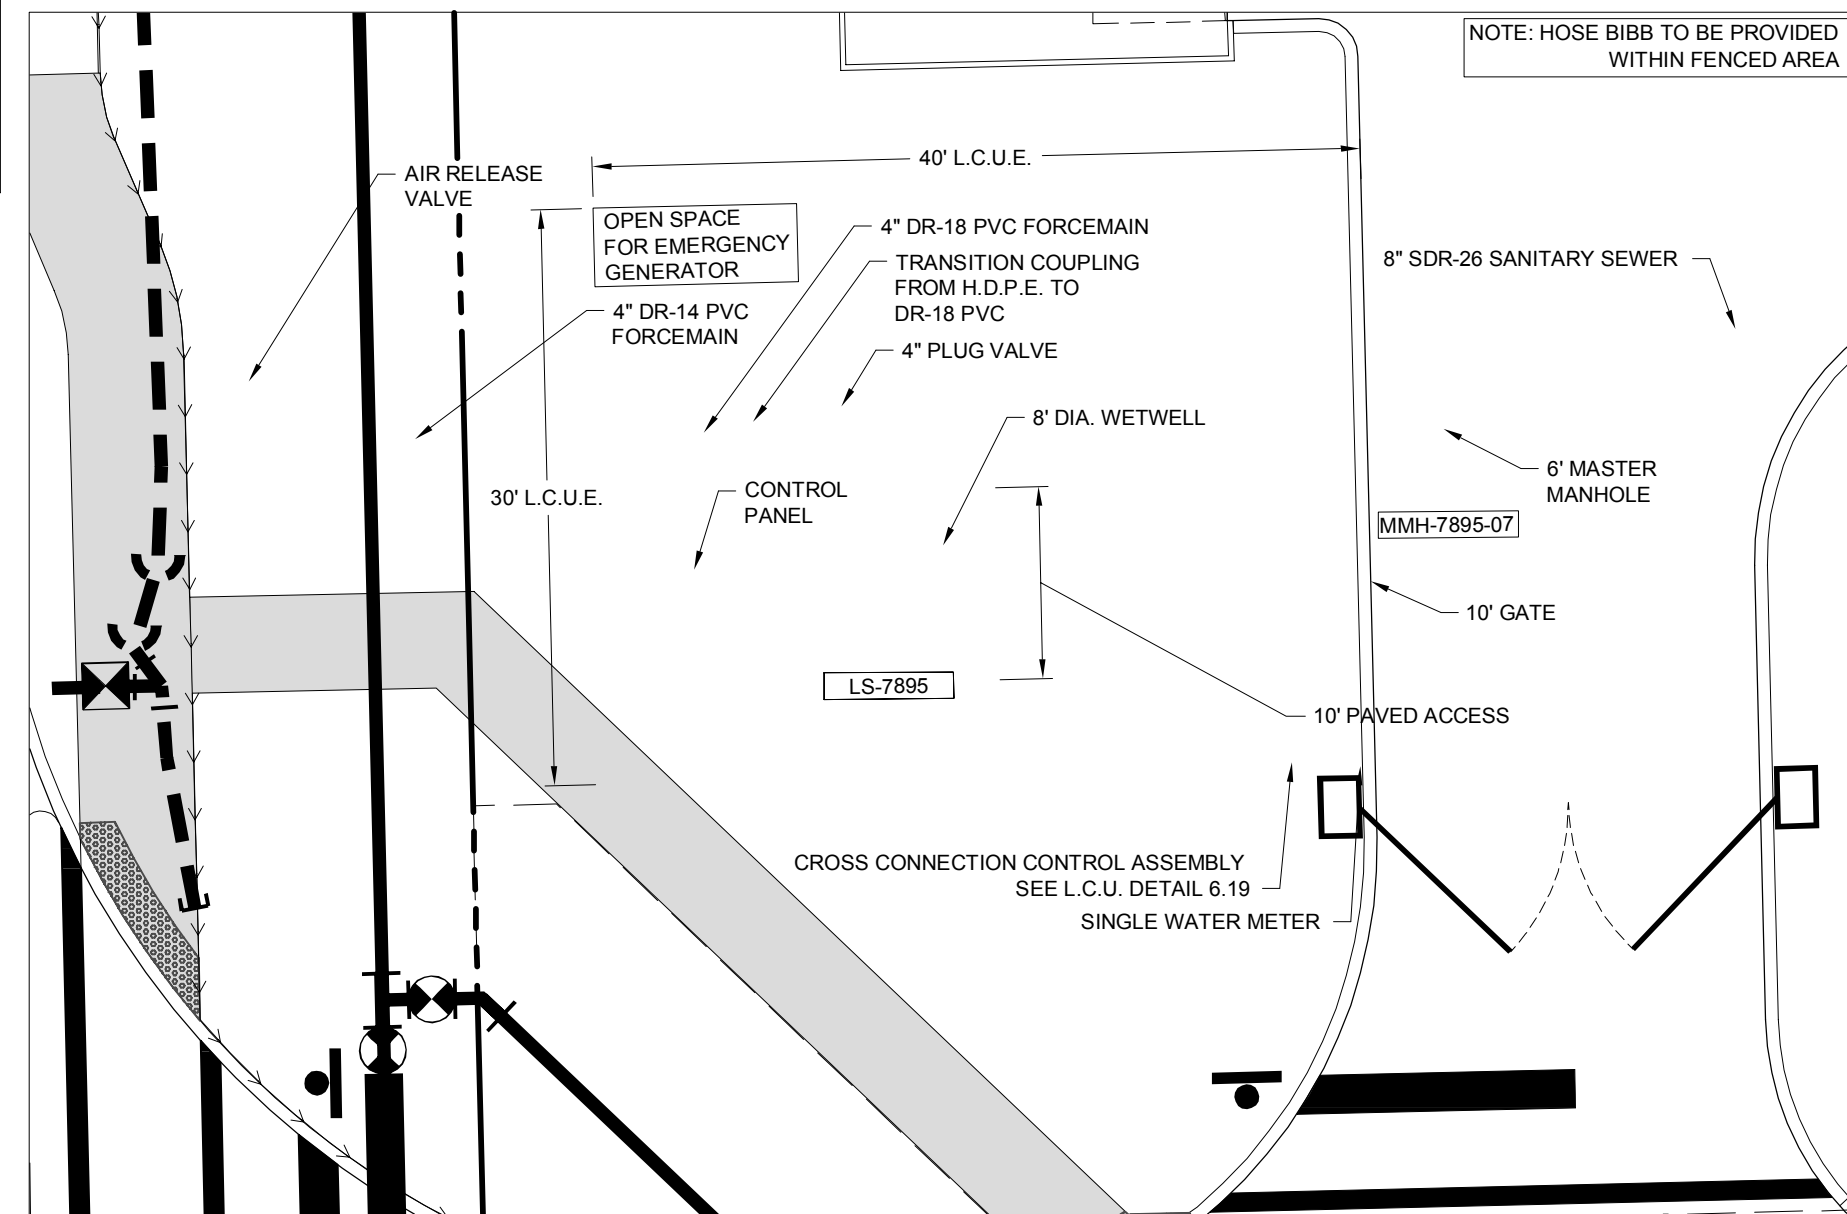 NOTE: HOSE BIBB TO BE PROVIDED
WITHIN FENCED AREA
40' L.C.U.E.
AIR RELEASE
VALVE
OPEN SPACE
FOR EMERGENCY
GENERATOR
4" DR-18 PVC FORCEMAIN
TRANSITION COUPLING
FROM H.D.P.E. TO
DR-18 PVC
8" SDR-26 SANITARY SEWER
4" DR-14 PVC
FORCEMAIN
4" PLUG VALVE
8' DIA. WETWELL
6' MASTER
MANHOLE
30' L.C.U.E.
CONTROL
PANEL
MMH-7895-07
10' GATE
LS-7895
10' PAVED ACCESS
CROSS CONNECTION CONTROL ASSEMBLY
SEE L.C.U. DETAIL 6.19
SINGLE WATER METER